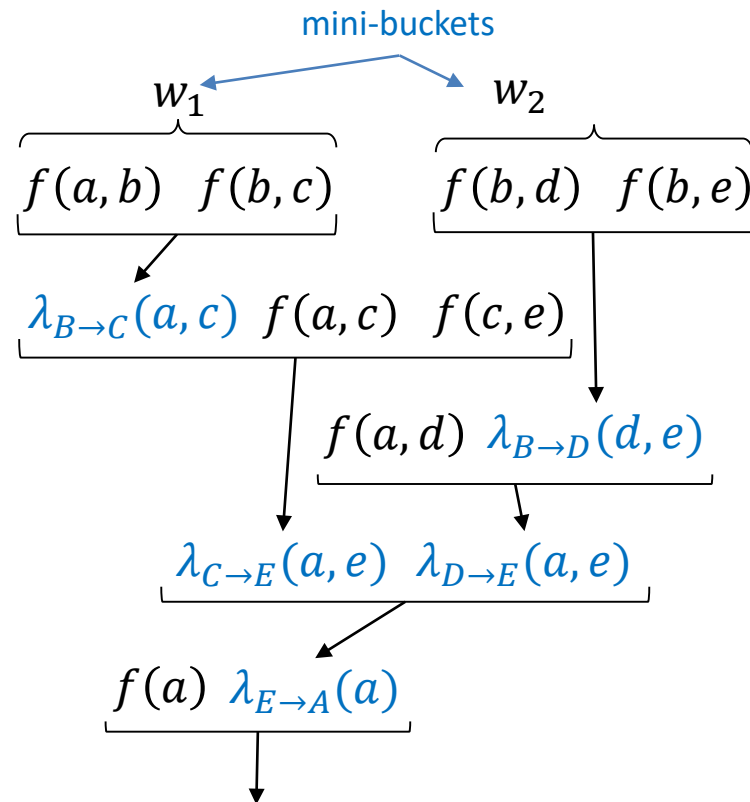 mini-buckets
w₁ w₂
f(a, b) f(b, c) f(b, d) f(b, e)
λ_{B→C}(a, c) f(a, c) f(c, e)
f(a, d) λ_{B→D}(d, e)
λ_{C→E}(a, e) λ_{D→E}(a, e)
f(a) λ_{E→A}(a)